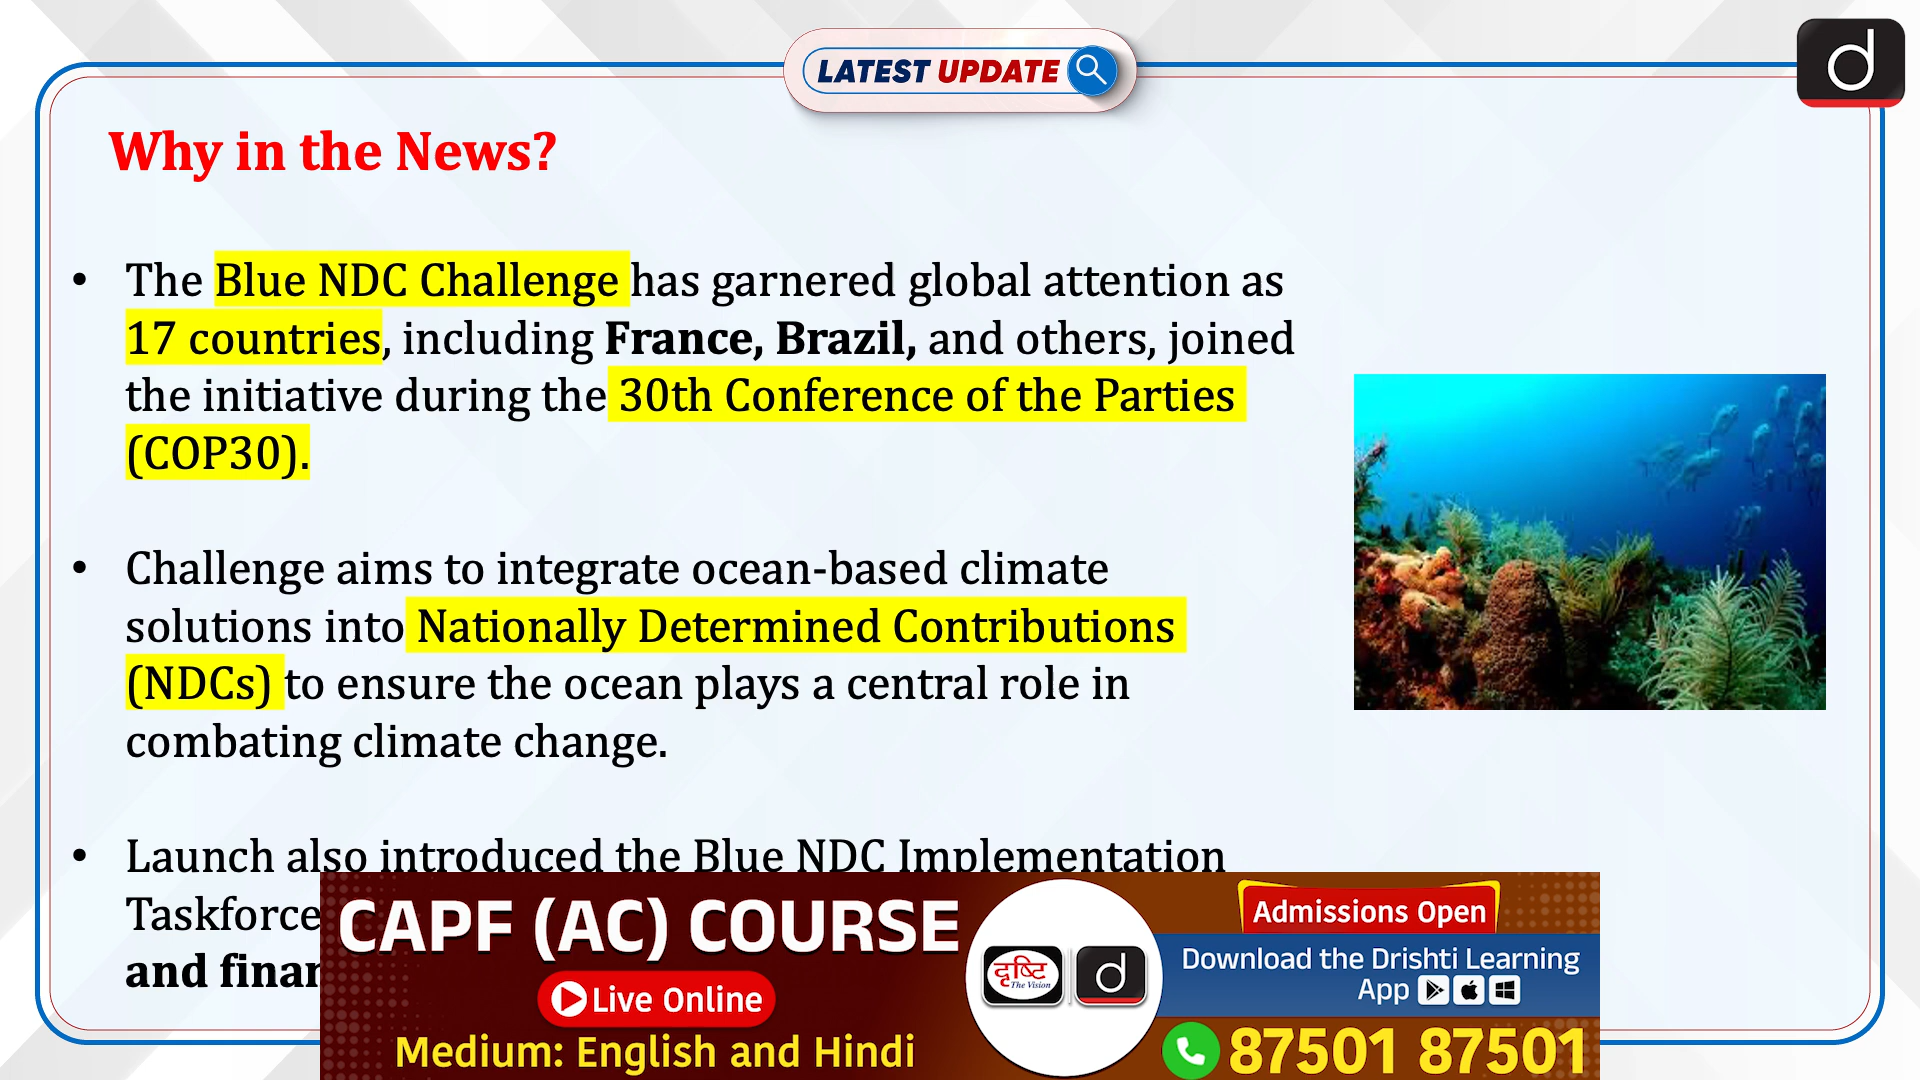 LATEST UPDATE
d
Why in the News?
• The Blue NDC Challenge has garnered global attention as
17 countries, including France, Brazil, and others, joined
the initiative during the 30th Conference of the Parties
(COP30).
• Challenge aims to integrate ocean-based climate
solutions into Nationally Determined Contributions
(NDCs) to ensure the ocean plays a central role in
combating climate change.
• Launch also introduced the Blue NDC Implementation
Taskforce
and finan
CAPF (AC) COURSE
Live Online
Medium: English and Hindi
दृष्टि
The Vision
d
Admissions Open
Download the Drishti Learning
App
87501 87501